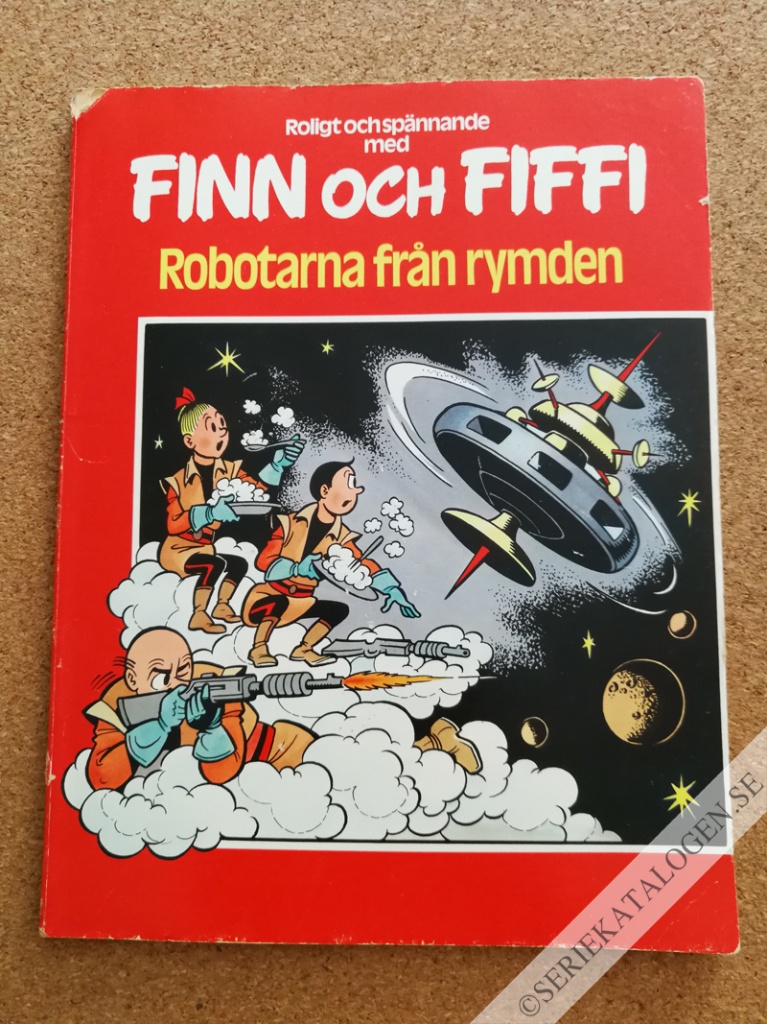 Roligt och spännande
med
FINN OCH FIFFI
Robotarna från rymden
©SERIEKATALOGEN.SE